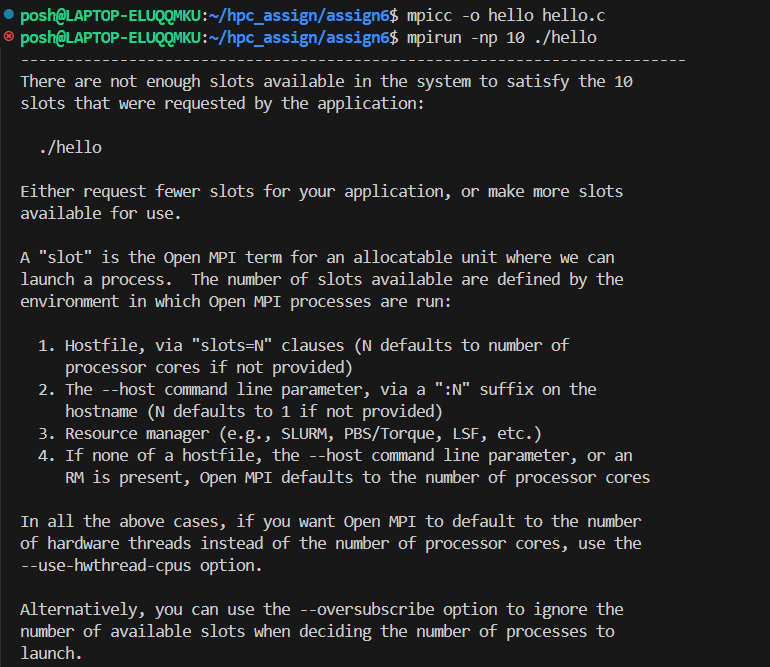 posh@LAPTOP-ELUQQMKU:~/hpc_assign/assign6$ mpicc -o hello hello.c
posh@LAPTOP-ELUQQMKU:~/hpc_assign/assign6$ mpirun -np 10 ./hello
--------------------------------------------------------------------------
There are not enough slots available in the system to satisfy the 10
slots that were requested by the application:

  ./hello

Either request fewer slots for your application, or make more slots
available for use.

A "slot" is the Open MPI term for an allocatable unit where we can
launch a process.  The number of slots available are defined by the
environment in which Open MPI processes are run:

  1. Hostfile, via "slots=N" clauses (N defaults to number of
     processor cores if not provided)
  2. The --host command line parameter, via a ":N" suffix on the
     hostname (N defaults to 1 if not provided)
  3. Resource manager (e.g., SLURM, PBS/Torque, LSF, etc.)
  4. If none of a hostfile, the --host command line parameter, or an
     RM is present, Open MPI defaults to the number of processor cores

In all the above cases, if you want Open MPI to default to the number
of hardware threads instead of the number of processor cores, use the
--use-hwthread-cpus option.

Alternatively, you can use the --oversubscribe option to ignore the
number of available slots when deciding the number of processes to
launch.